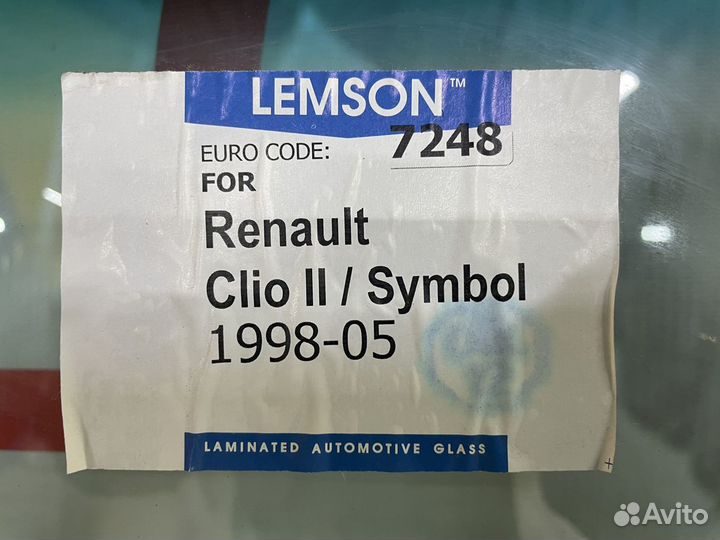 LEMSON™
EURO CODE: 7248
FOR
Renault
Clio II / Symbol
1998-05
LAMINATED AUTOMOTIVE GLASS
Avito